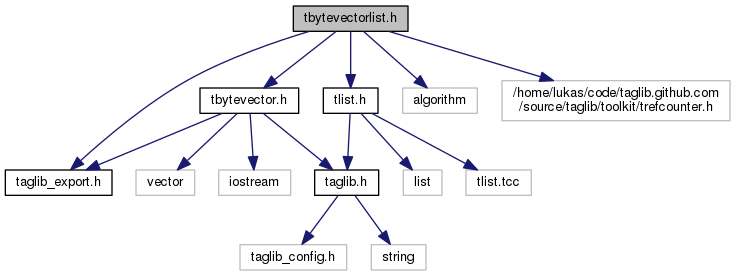 tbytevectorlist.h
tbytevector.h
tlist.h
algorithm
/home/lukas/code/taglib.github.com
/source/taglib/toolkit/trefcounter.h
taglib_export.h
vector
iostream
taglib.h
list
tlist.tcc
taglib_config.h
string